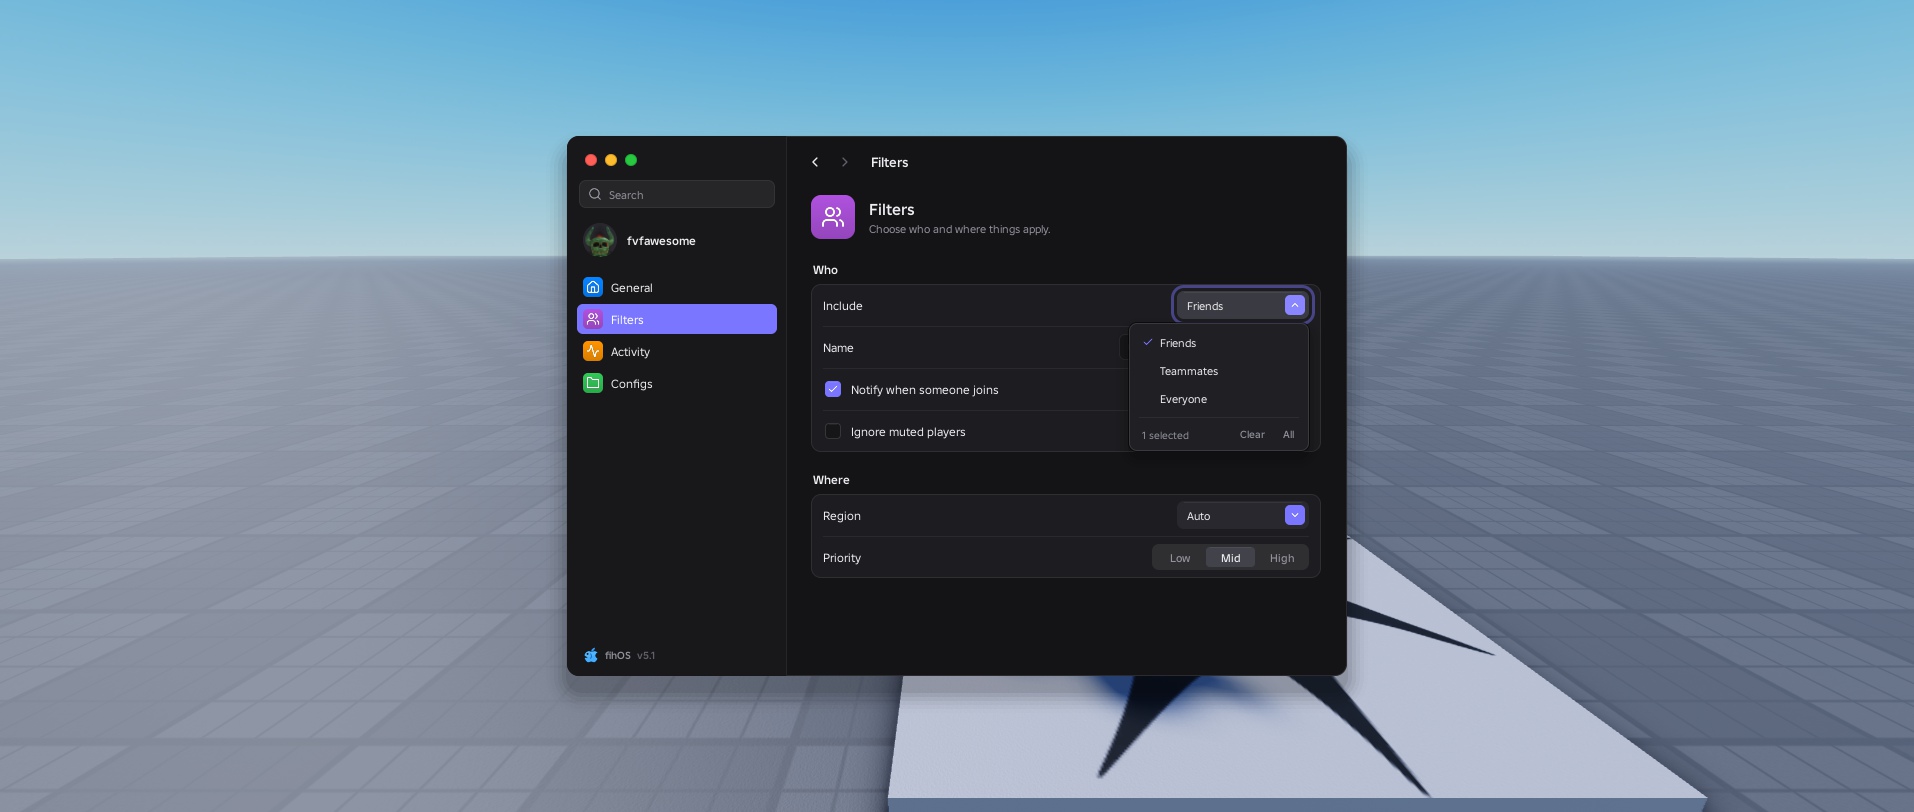 Search
fvfawesome
General
Filters
Activity
Configs
fihOS v5.1
Filters
Filters
Choose who and where things apply.
Who
Include Friends
Name
Notify when someone joins
Ignore muted players
Friends
Teammates
Everyone
1 selected Clear All
Where
Region Auto
Priority Low Mid High